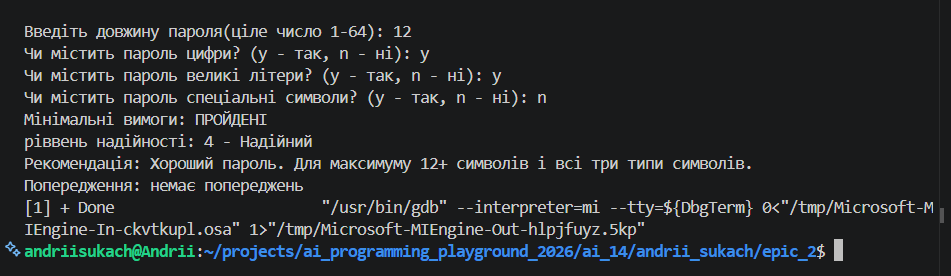 Введіть довжину пароля(ціле число 1-64): 12
Чи містить пароль цифри? (y - так, n - ні): y
Чи містить пароль великі літери? (y - так, n - ні): y
Чи містить пароль спеціальні символи? (y - так, n - ні): n
Мінімальні вимоги: ПРОЙДЕНІ
ріввень надійності: 4 - Надійний
Рекомендація: Хороший пароль. Для максимуму 12+ символів і всі три типи символів.
Попередження: немає попереджень
[1] + Done                       "/usr/bin/gdb" --interpreter=mi --tty=${DbgTerm} 0<"/tmp/Microsoft-M
IEngine-In-ckvtkupl.osa" 1>"/tmp/Microsoft-MIEngine-Out-hlpjfuyz.5kp"
andriisukach@Andrii:~/projects/ai_programming_playground_2026/ai_14/andrii_sukach/epic_2$